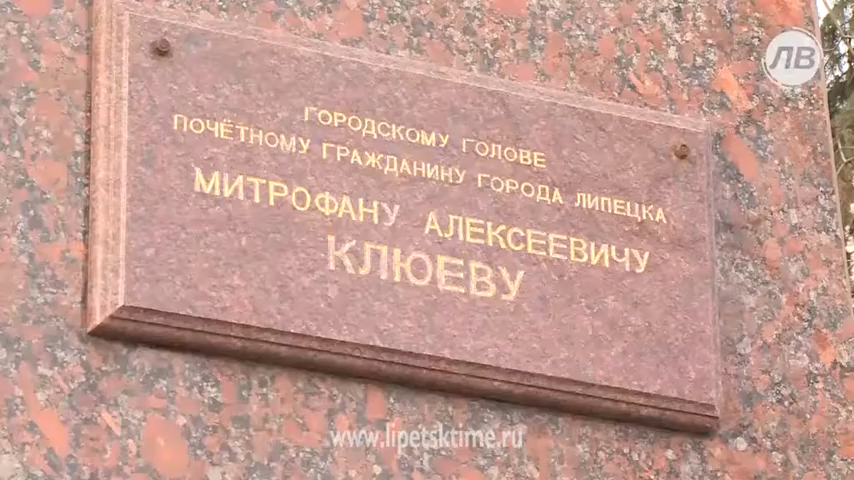 ЛВ
ГОРОДСКОМУ ГОЛОВЕ
ПОЧЁТНОМУ ГРАЖДАНИНУ ГОРОДА ЛИПЕЦКА
МИТРОФАНУ АЛЕКСЕЕВИЧУ
КЛЮЕВУ
www.lipetsktime.ru